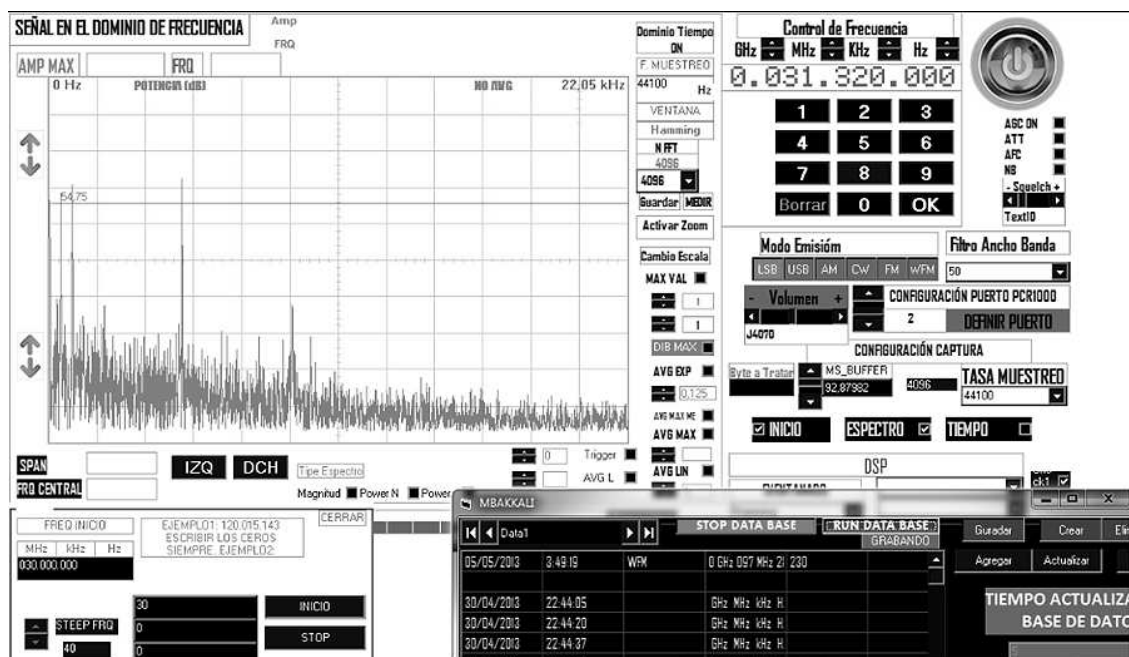 SEÑAL EN EL DOMINIO DE FRECUENCIA
Amp
FRQ
AMP MAX
FRQ
0 Hz
POTENCIA (dB)
NO AVG
22,05 kHz
54,75
Dominio Tiempo
ON
F. MUESTREO
44100
Hz
VENTANA
Hamming
N FFT
4096
4096
Guardar
MEDIR
Activar Zoom
Cambio Escala
MAX VAL
1
1
DIB MAX
AVG EXP
0,125
AVG MAX ME
AVG MAX
AVG LIN
Control de Frecuencia
GHz
MHz
KHz
Hz
0.031.320.000
1 2 3
4 5 6
7 8 9
Borrar 0 OK
AGC ON
ATT
AFC
NB
- Squelch +
Text10
Modo Emisióm
LSB USB AM CW FM WFM
Filtro Ancho Banda
50
- Volumen +
J4070
CONFIGURACIÓN PUERTO PCR1000
2
DEFINIR PUERTO
CONFIGURACIÓN CAPTURA
Byte a Tratar
MS_BUFFER
92,87982
4096
TASA MUESTREO
44100
INICIO
ESPECTRO
TIEMPO
DSP
SPAN
FRQ CENTRAL
IZQ
DCH
Tipe Espectro
0
Trigger
AVG L
Magnitud
Power N
Power
FREQ INICIO
EJEMPLO1: 120.015.143
ESCRIBIR LOS CEROS
SIEMPRE. EJEMPLO2:
CERRAR
MHz kHz Hz
030.000.000
STEEP FRQ
40
30
0
0
INICIO
STOP
MBAKKALI
Data1
STOP DATA BASE
RUN DATA BASE
GRABANDO
Guradar
Crear
Agregar
Actualizar
05/05/2013 3:49:19 WFM 0 GHz 097 MHz 2( 230
30/04/2013 22:44:05 GHz MHz kHz H
30/04/2013 22:44:20 GHz MHz kHz H
30/04/2013 22:44:37 GHz MHz kHz H
TIEMPO ACTUALIZA
BASE DE DATO
5